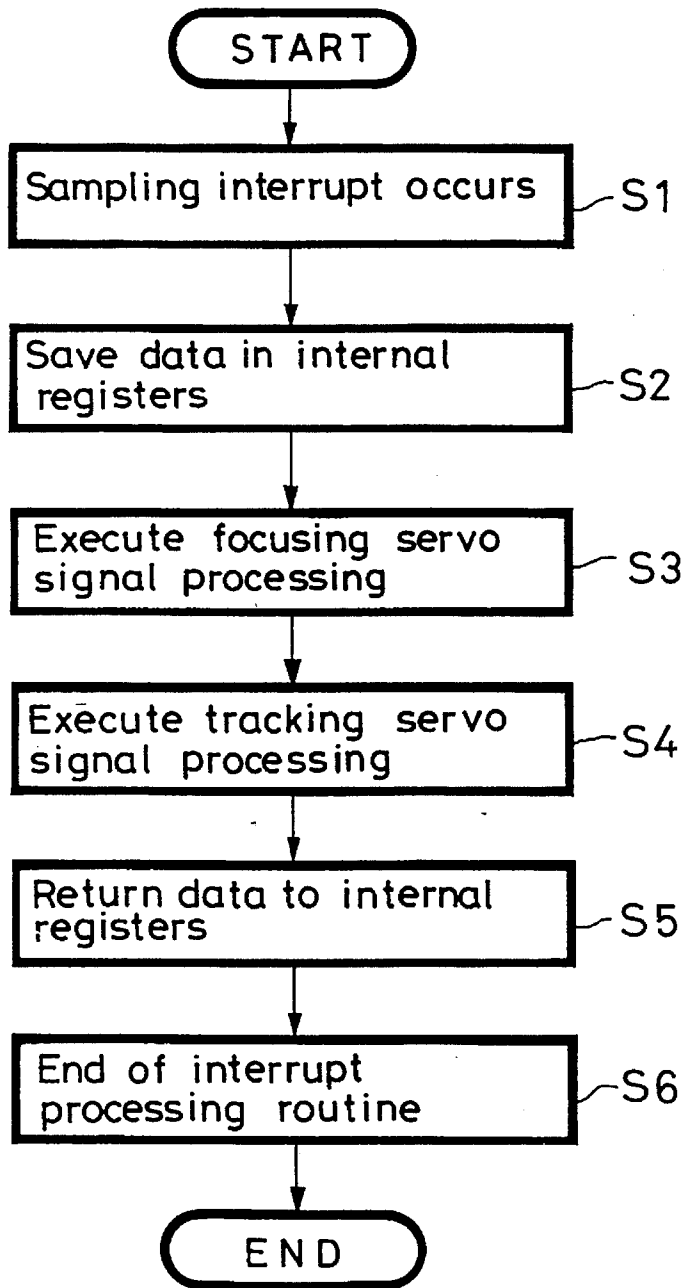 START
Sampling interrupt occurs
S1
Save data in internal
registers
S2
Execute focusing servo
signal processing
S3
Execute tracking servo
signal processing
S4
Return data to internal
registers
S5
End of interrupt
processing routine
S6
END